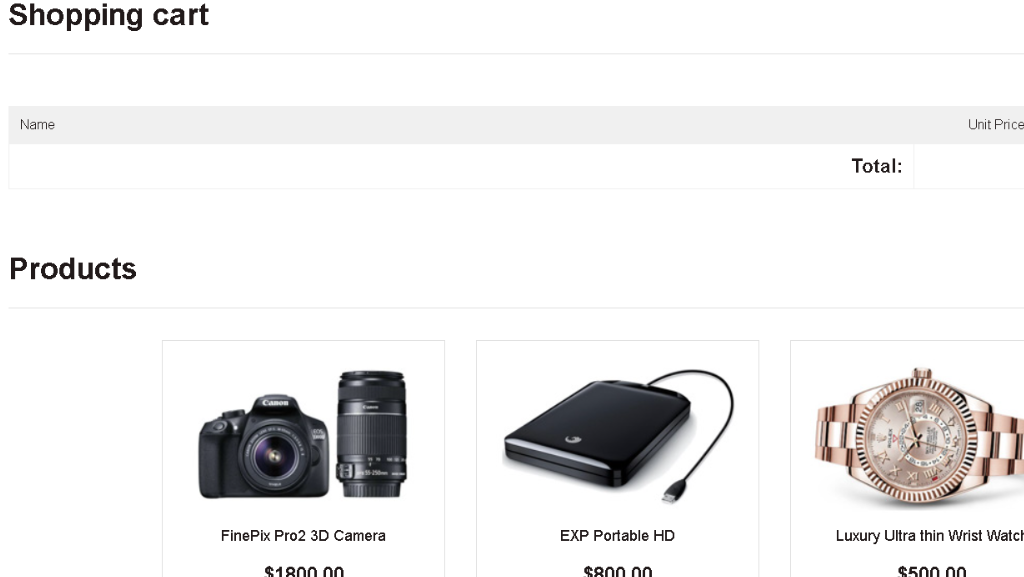 Shopping cart
Name
Unit Price
Total:
Products
Canon
FinePix Pro2 3D Camera
EXP Portable HD
Luxury Ultra thin Wrist Watch
$1800.00
$800.00
$500.00